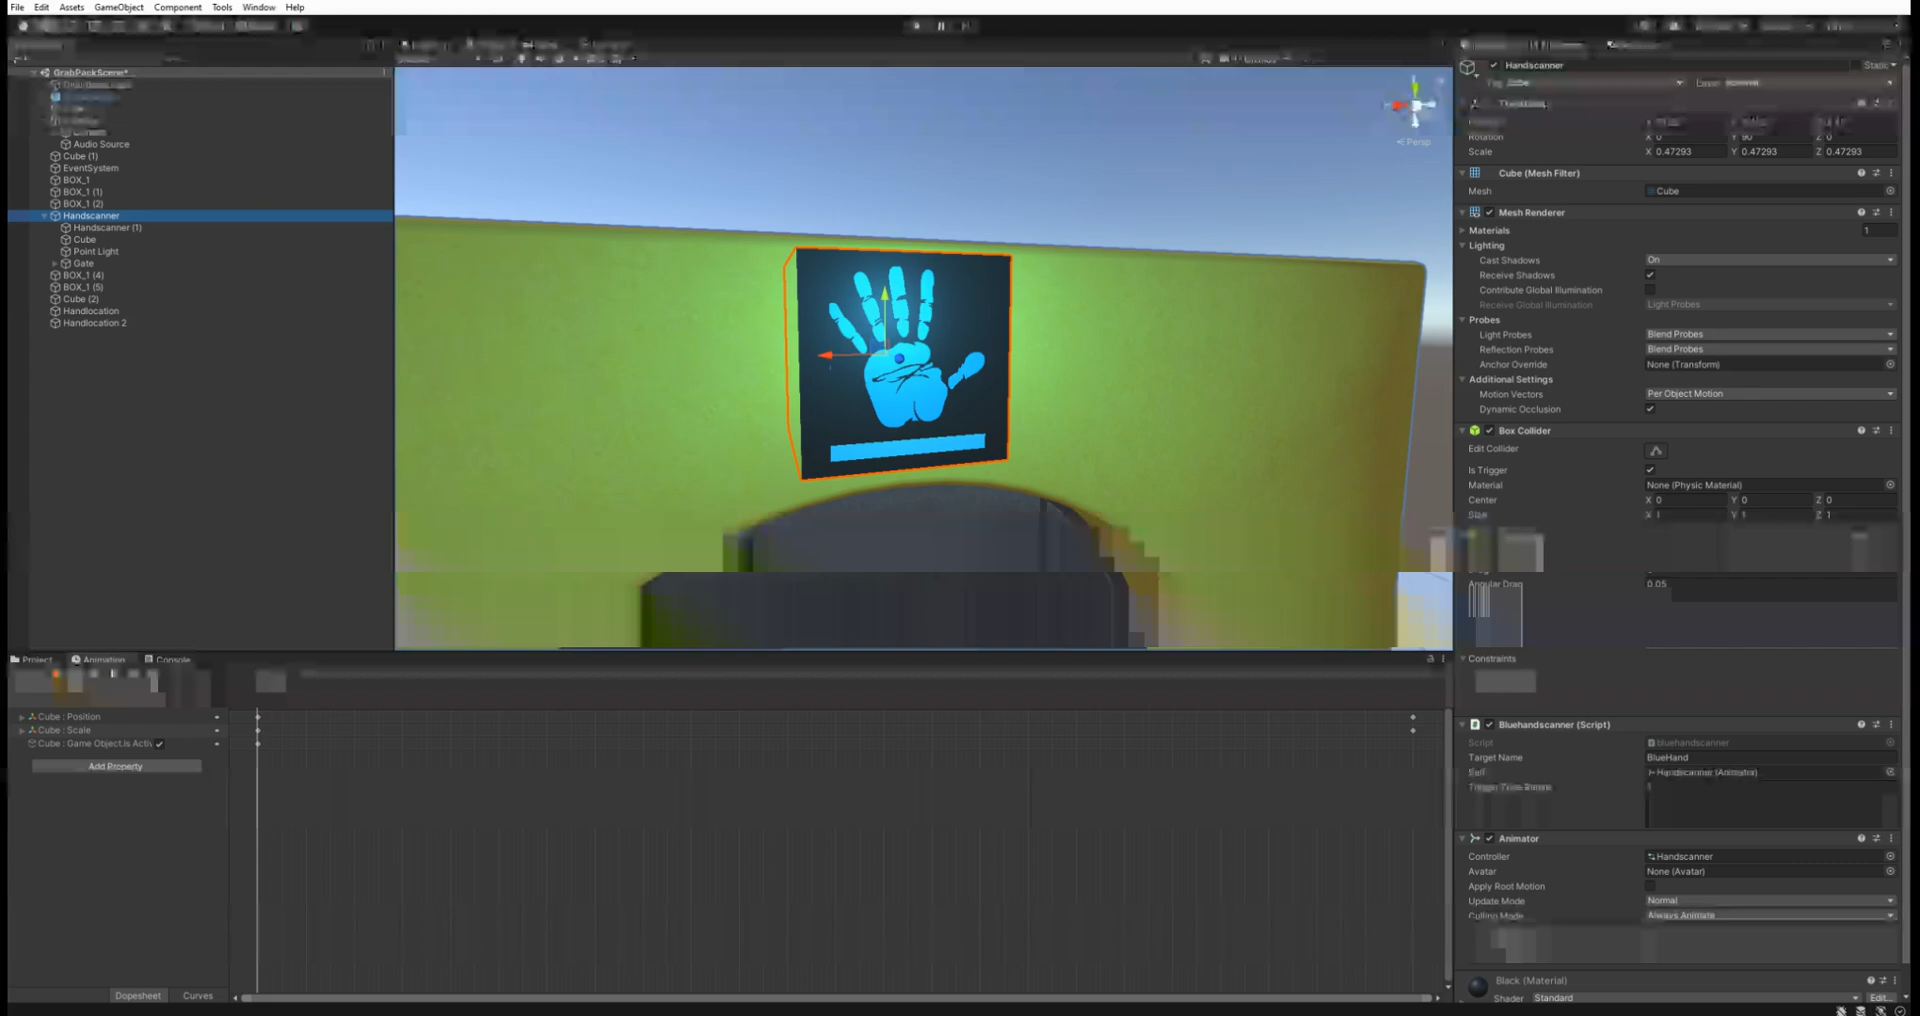 File Edit Assets GameObject Component Tools Window Help
GrabPackScene*
Audio Source
Cube (1)
EventSystem
BOX_1
BOX_1 (1)
BOX_1 (2)
Handscanner
Handscanner (1)
Cube
Point Light
Gate
BOX_1 (4)
BOX_1 (5)
Cube (2)
Handlocation
Handlocation 2
Persp
Handscanner
Static
Rotation X 0 Y 90 Z 0
Scale X 0.47293 Y 0.47293 Z 0.47293
Cube (Mesh Filter)
Mesh Cube
Mesh Renderer
Materials 1
Lighting
Cast Shadows On
Receive Shadows
Contribute Global Illumination
Receive Global Illumination Light Probes
Probes
Light Probes Blend Probes
Reflection Probes Blend Probes
Anchor Override None (Transform)
Additional Settings
Motion Vectors Per Object Motion
Dynamic Occlusion
Box Collider
Edit Collider
Is Trigger
Material None (Physic Material)
Center X 0 Y 0 Z 0
Size X 1 Y 1 Z 1
Angular Drag 0.05
Constraints
Bluehandscanner (Script)
Script bluehandscanner
Target Name BlueHand
Handscanner (Animator)
Animator
Controller Handscanner
Avatar None (Avatar)
Apply Root Motion
Update Mode Normal
Culling Mode Always Animate
Black (Material)
Shader Standard Edit...
Project Animation Console
Cube : Position
Cube : Scale
Cube : Game Object.Is Activ
Add Property
Dopesheet Curves